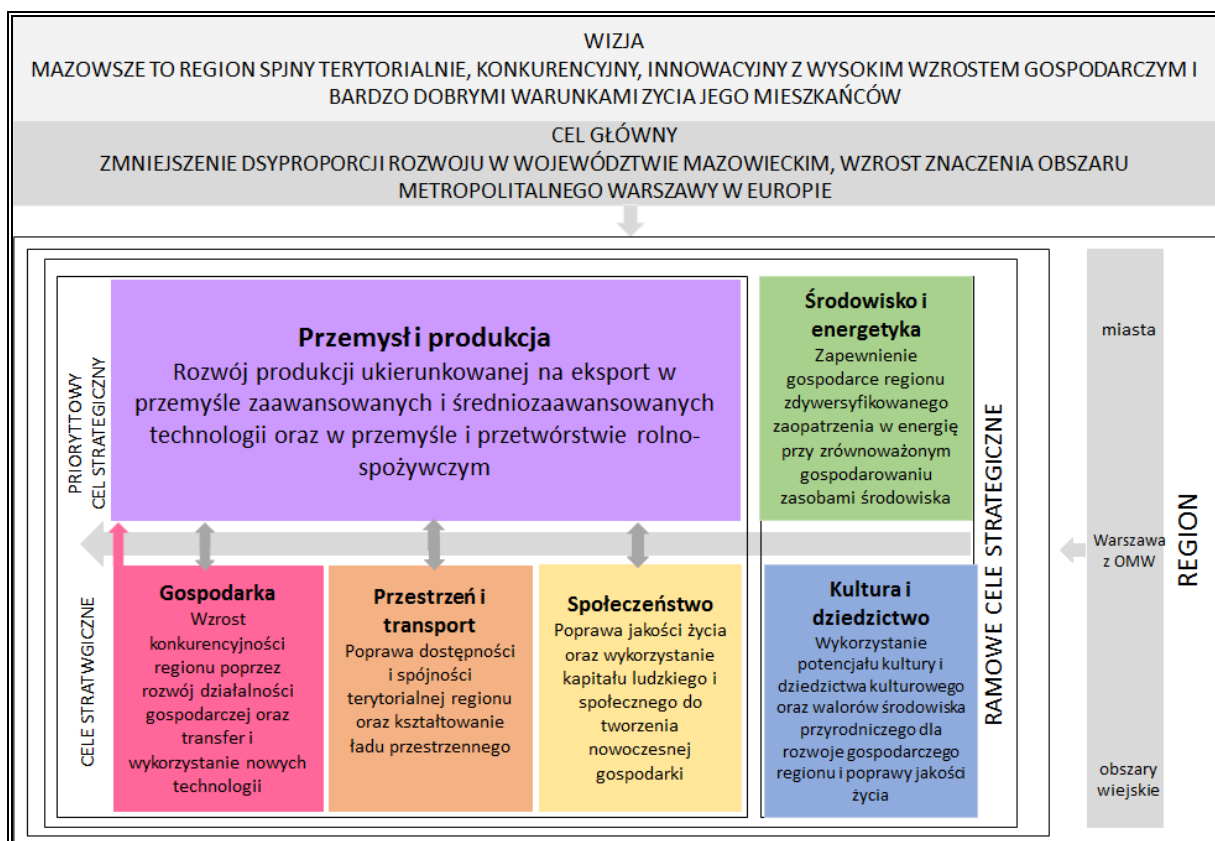 WIZJA
MAZOWSZE TO REGION SPJNY TERYTORIALNIE, KONKURENCYJNY, INNOWACYJNY Z WYSOKIM WZROSTEM GOSPODARCZYM I
BARDZO DOBRYMI WARUNKAMI ZYCIA JEGO MIESZKAŃCÓW
CEL GŁÓWNY
ZMNIEJSZENIE DSYPROPORCJI ROZWOJU W WOJEWÓDZTWIE MAZOWIECKIM, WZROST ZNACZENIA OBSZARU
METROPOLITALNEGO WARSZAWY W EUROPIE
PRIORYTTOWY
CEL STRATEGICZNY
Przemysł i produkcja
Rozwój produkcji ukierunkowanej na eksport w
przemyśle zaawansowanych i średniozaawansowanych
technologii oraz w przemyśle i przetwórstwie rolno-
spożywczym
Środowisko i
energetyka
Zapewnienie
gospodarce regionu
zdywersyfikowanego
zaopatrzenia w energię
przy zrównoważonym
gospodarowaniu
zasobami środowiska
CELE STRATWGICZNE
Gospodarka
Wzrost
konkurencyjności
regionu poprzez
rozwój działalności
gospodarczej oraz
transfer i
wykorzystanie nowych
technologii
Przestrzeń i
transport
Poprawa dostępności
i spójności
terytorialnej regionu
oraz kształtowanie
ładu przestrzennego
Społeczeństwo
Poprawa jakości życia
oraz wykorzystanie
kapitału ludzkiego i
społecznego do
tworzenia
nowoczesnej
gospodarki
Kultura i
dziedzictwo
Wykorzystanie
potencjału kultury i
dziedzictwa kulturowego
oraz walorów środowiska
przyrodniczego dla
rozwoje gospodarczego
regionu i poprawy jakości
życia
RAMOWE CELE STRATEGICZNE
miasta
Warszawa
z OMW
obszary
wiejskie
REGION